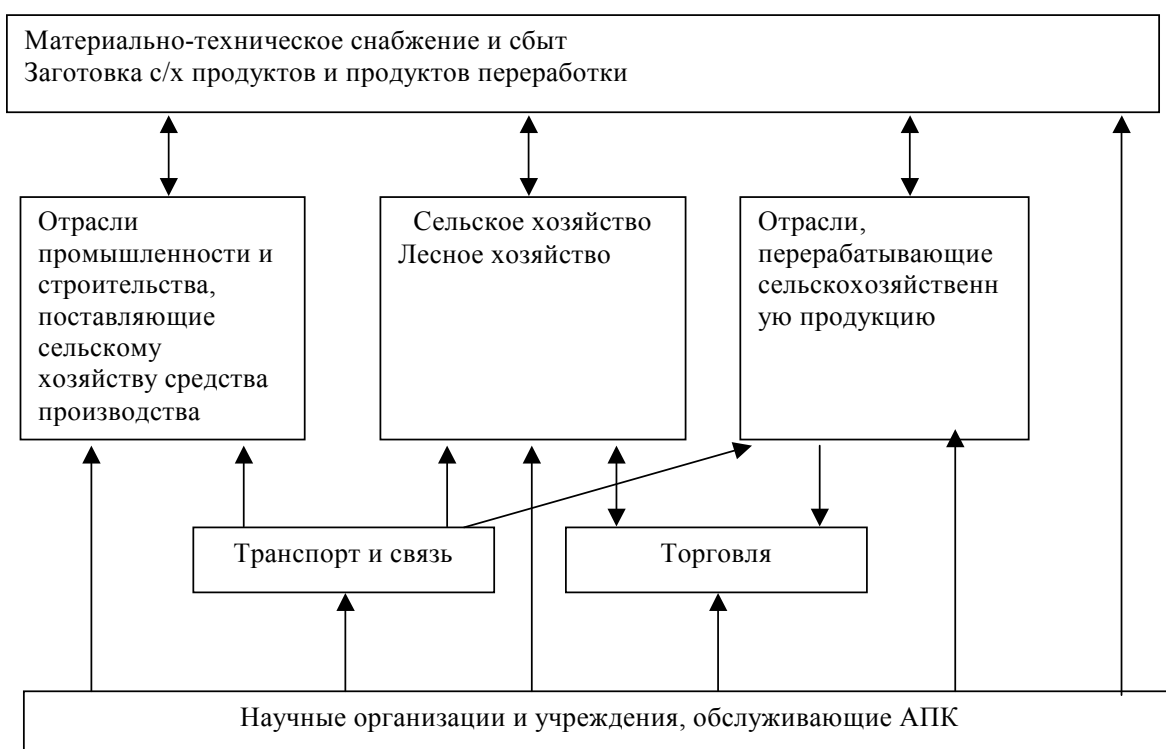 Материально-техническое снабжение и сбыт
Заготовка с/х продуктов и продуктов переработки
Отрасли
промышленности и
строительства,
поставляющие
сельскому
хозяйству средства
производства
Сельское хозяйство
Лесное хозяйство
Отрасли,
перерабатывающие
сельскохозяйственн
ую продукцию
Транспорт и связь
Торговля
Научные организации и учреждения, обслуживающие АПК